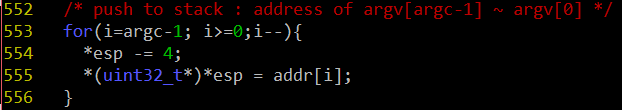 552   /* push to stack : address of argv[argc-1] ~ argv[0] */
553   for(i=argc-1; i>=0;i--){
554     *esp -= 4;
555     *(uint32_t*)*esp = addr[i];
556   }